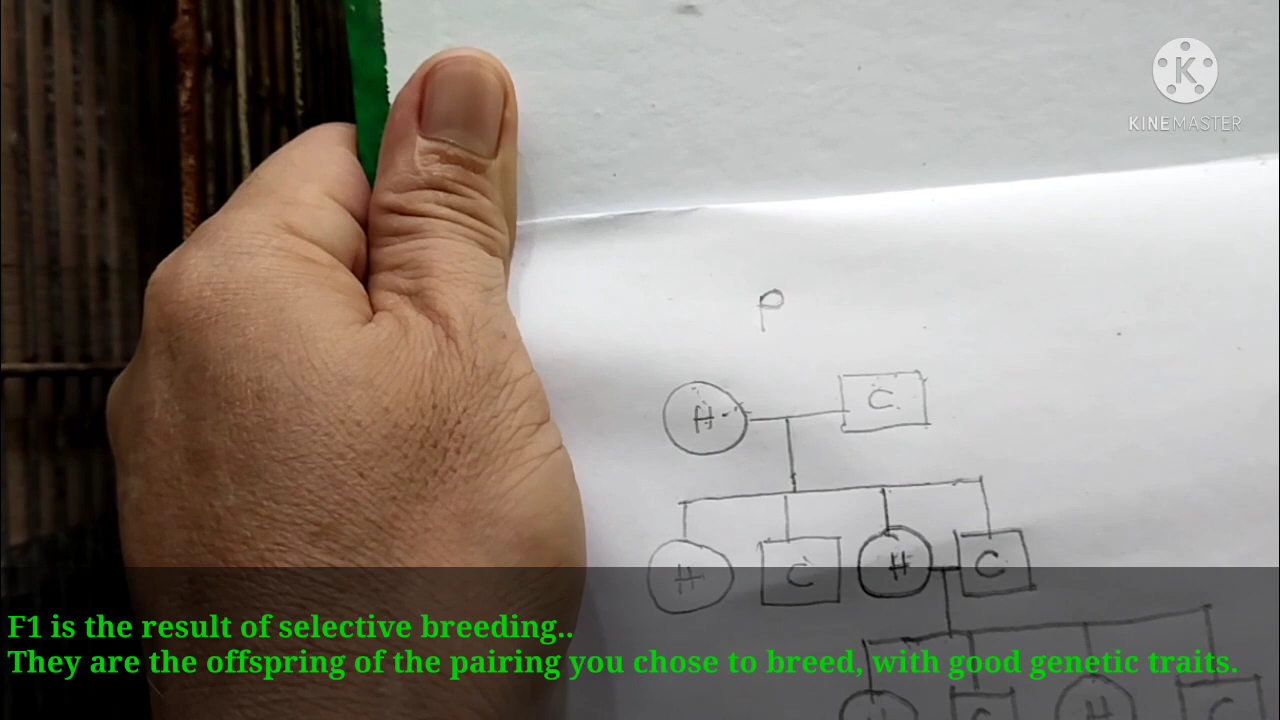 K
KINEMASTER
P
H C
H C H C
F1 is the result of selective breeding..
They are the offspring of the pairing you chose to breed, with good genetic traits.
C H C